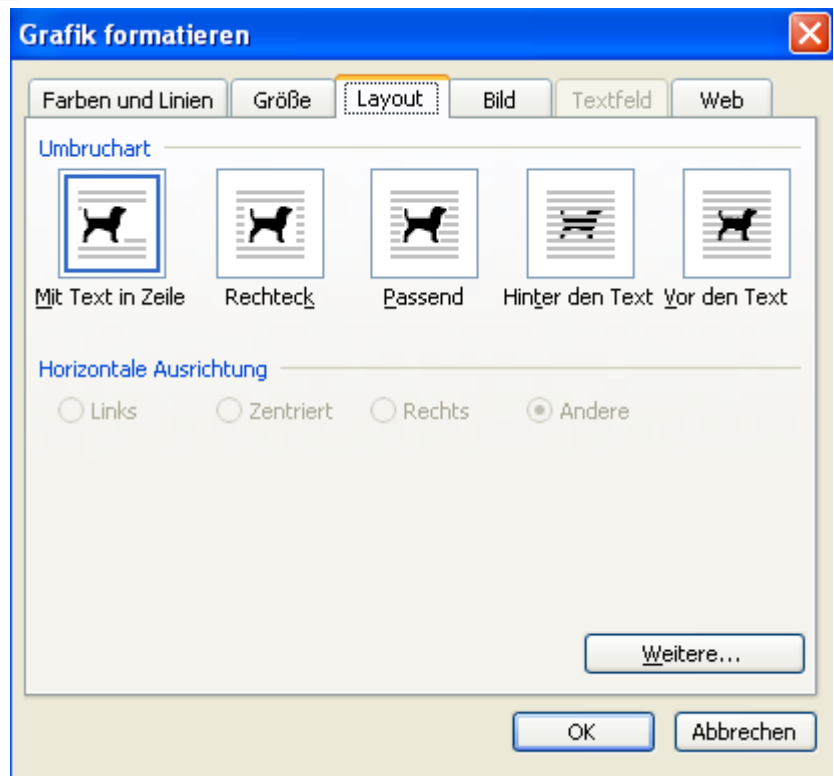 Grafik formatieren
Farben und Linien Größe Layout Bild Textfeld Web
Umbruchart
Mit Text in Zeile Rechteck Passend Hinter den Text Vor den Text
Horizontale Ausrichtung
Links Zentriert Rechts Andere
Weitere...
OK Abbrechen